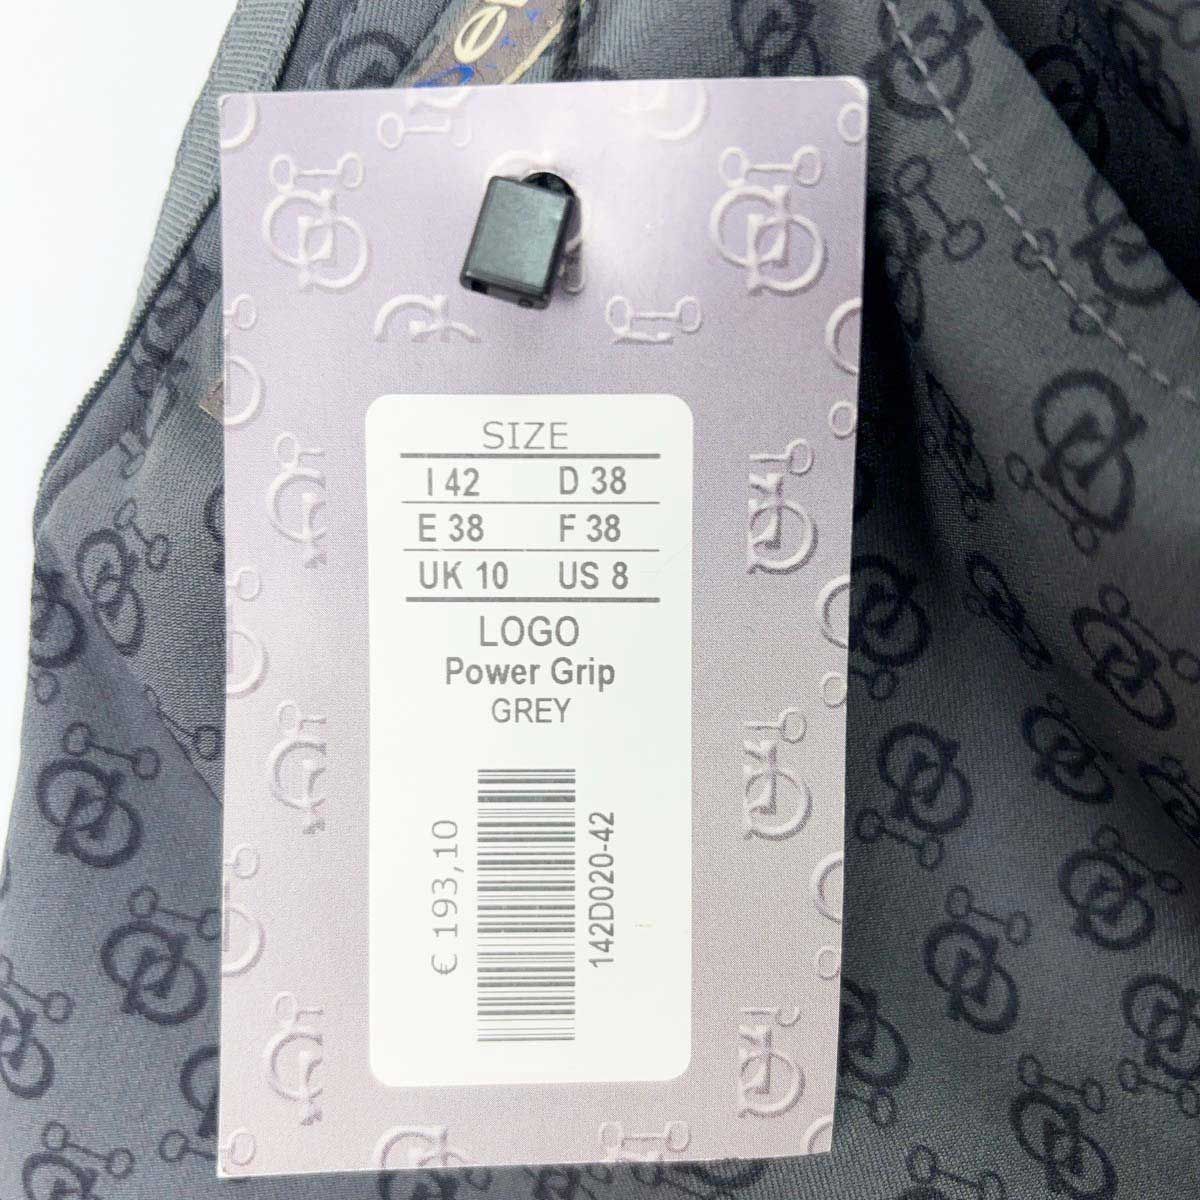 SIZE
I 42 D 38
E 38 F 38
UK 10 US 8
LOGO
Power Grip
GREY
€ 193,10
142D020-42